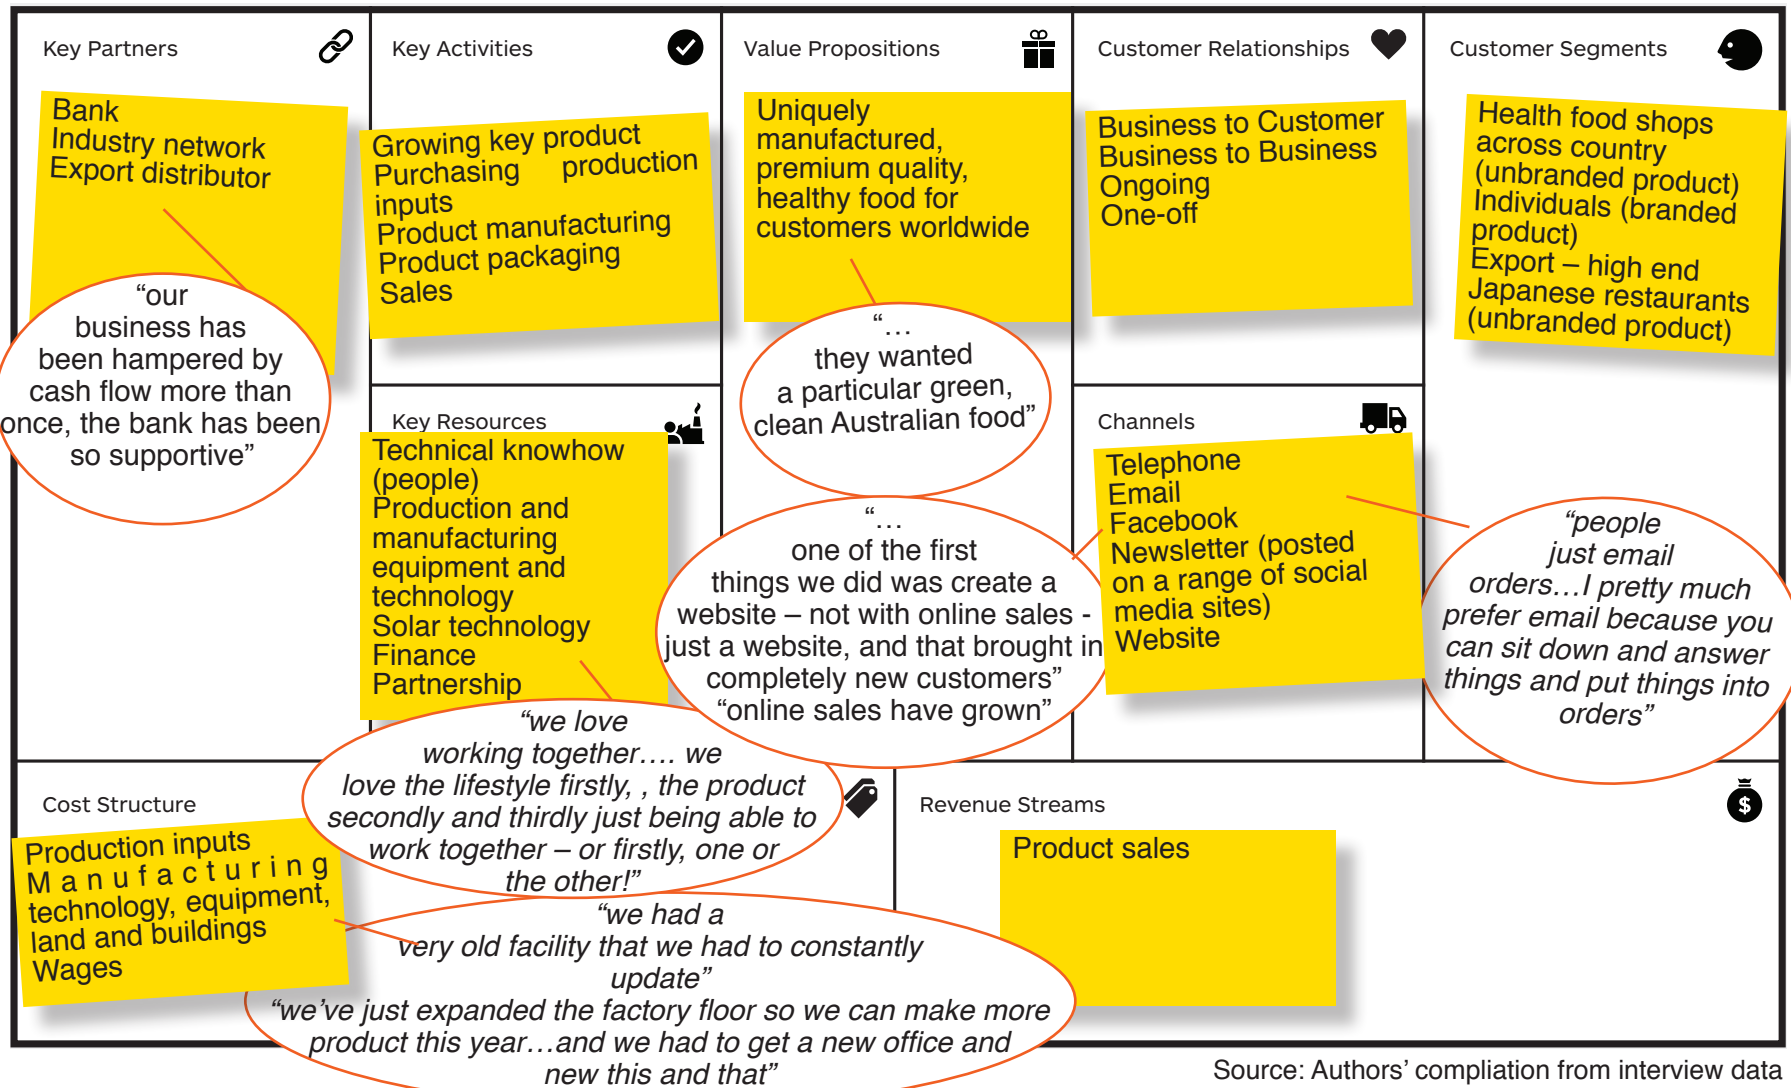 Key Partners
Bank
Industry network
Export distributor
“our
business has
been hampered by
cash flow more than
once, the bank has been
so supportive”
Key Activities
Growing key product
Purchasing production
inputs
Product manufacturing
Product packaging
Sales
Key Resources
Technical knowhow
(people)
Production and
manufacturing
equipment and
technology
Solar technology
Finance
Partnership
“we love
working together.... we
love the lifestyle firstly, , the product
secondly and thirdly just being able to
work together – or firstly, one or
the other!”
Value Propositions
Uniquely
manufactured,
premium quality,
healthy food for
customers worldwide
“...
they wanted
a particular green,
clean Australian food”
“...
one of the first
things we did was create a
website – not with online sales -
just a website, and that brought in
completely new customers”
“online sales have grown”
Customer Relationships
Business to Customer
Business to Business
Ongoing
One-off
Channels
Telephone
Email
Facebook
Newsletter (posted
on a range of social
media sites)
Website
Customer Segments
Health food shops
across country
(unbranded product)
Individuals (branded
product)
Export – high end
Japanese restaurants
(unbranded product)
“people
just email
orders...I pretty much
prefer email because you
can sit down and answer
things and put things into
orders”
Cost Structure
Production inputs
Manufacturing
technology, equipment,
land and buildings
Wages
“we had a
very old facility that we had to constantly
update”
“we’ve just expanded the factory floor so we can make more
product this year...and we had to get a new office and
new this and that”
Revenue Streams
$
Product sales
Source: Authors’ compliation from interview data